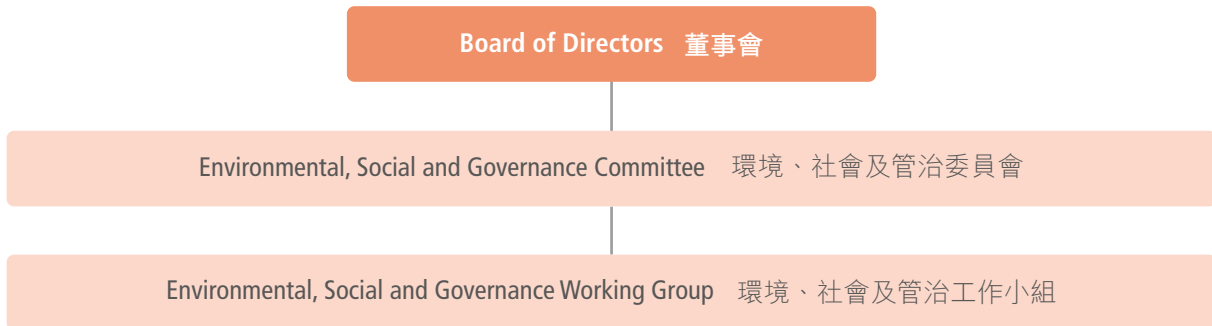 Board of Directors 董事會
Environmental, Social and Governance Committee 環境、社會及管治委員會
Environmental, Social and Governance Working Group 環境、社會及管治工作小組